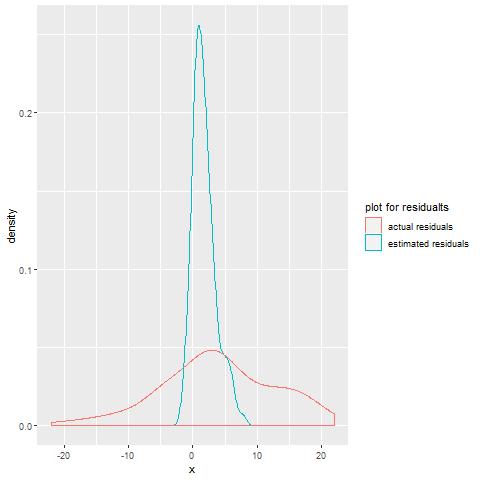 0.2
0.1
0.0
density
-20 -10 0 10 20
x
plot for residualts
actual residuals
estimated residuals